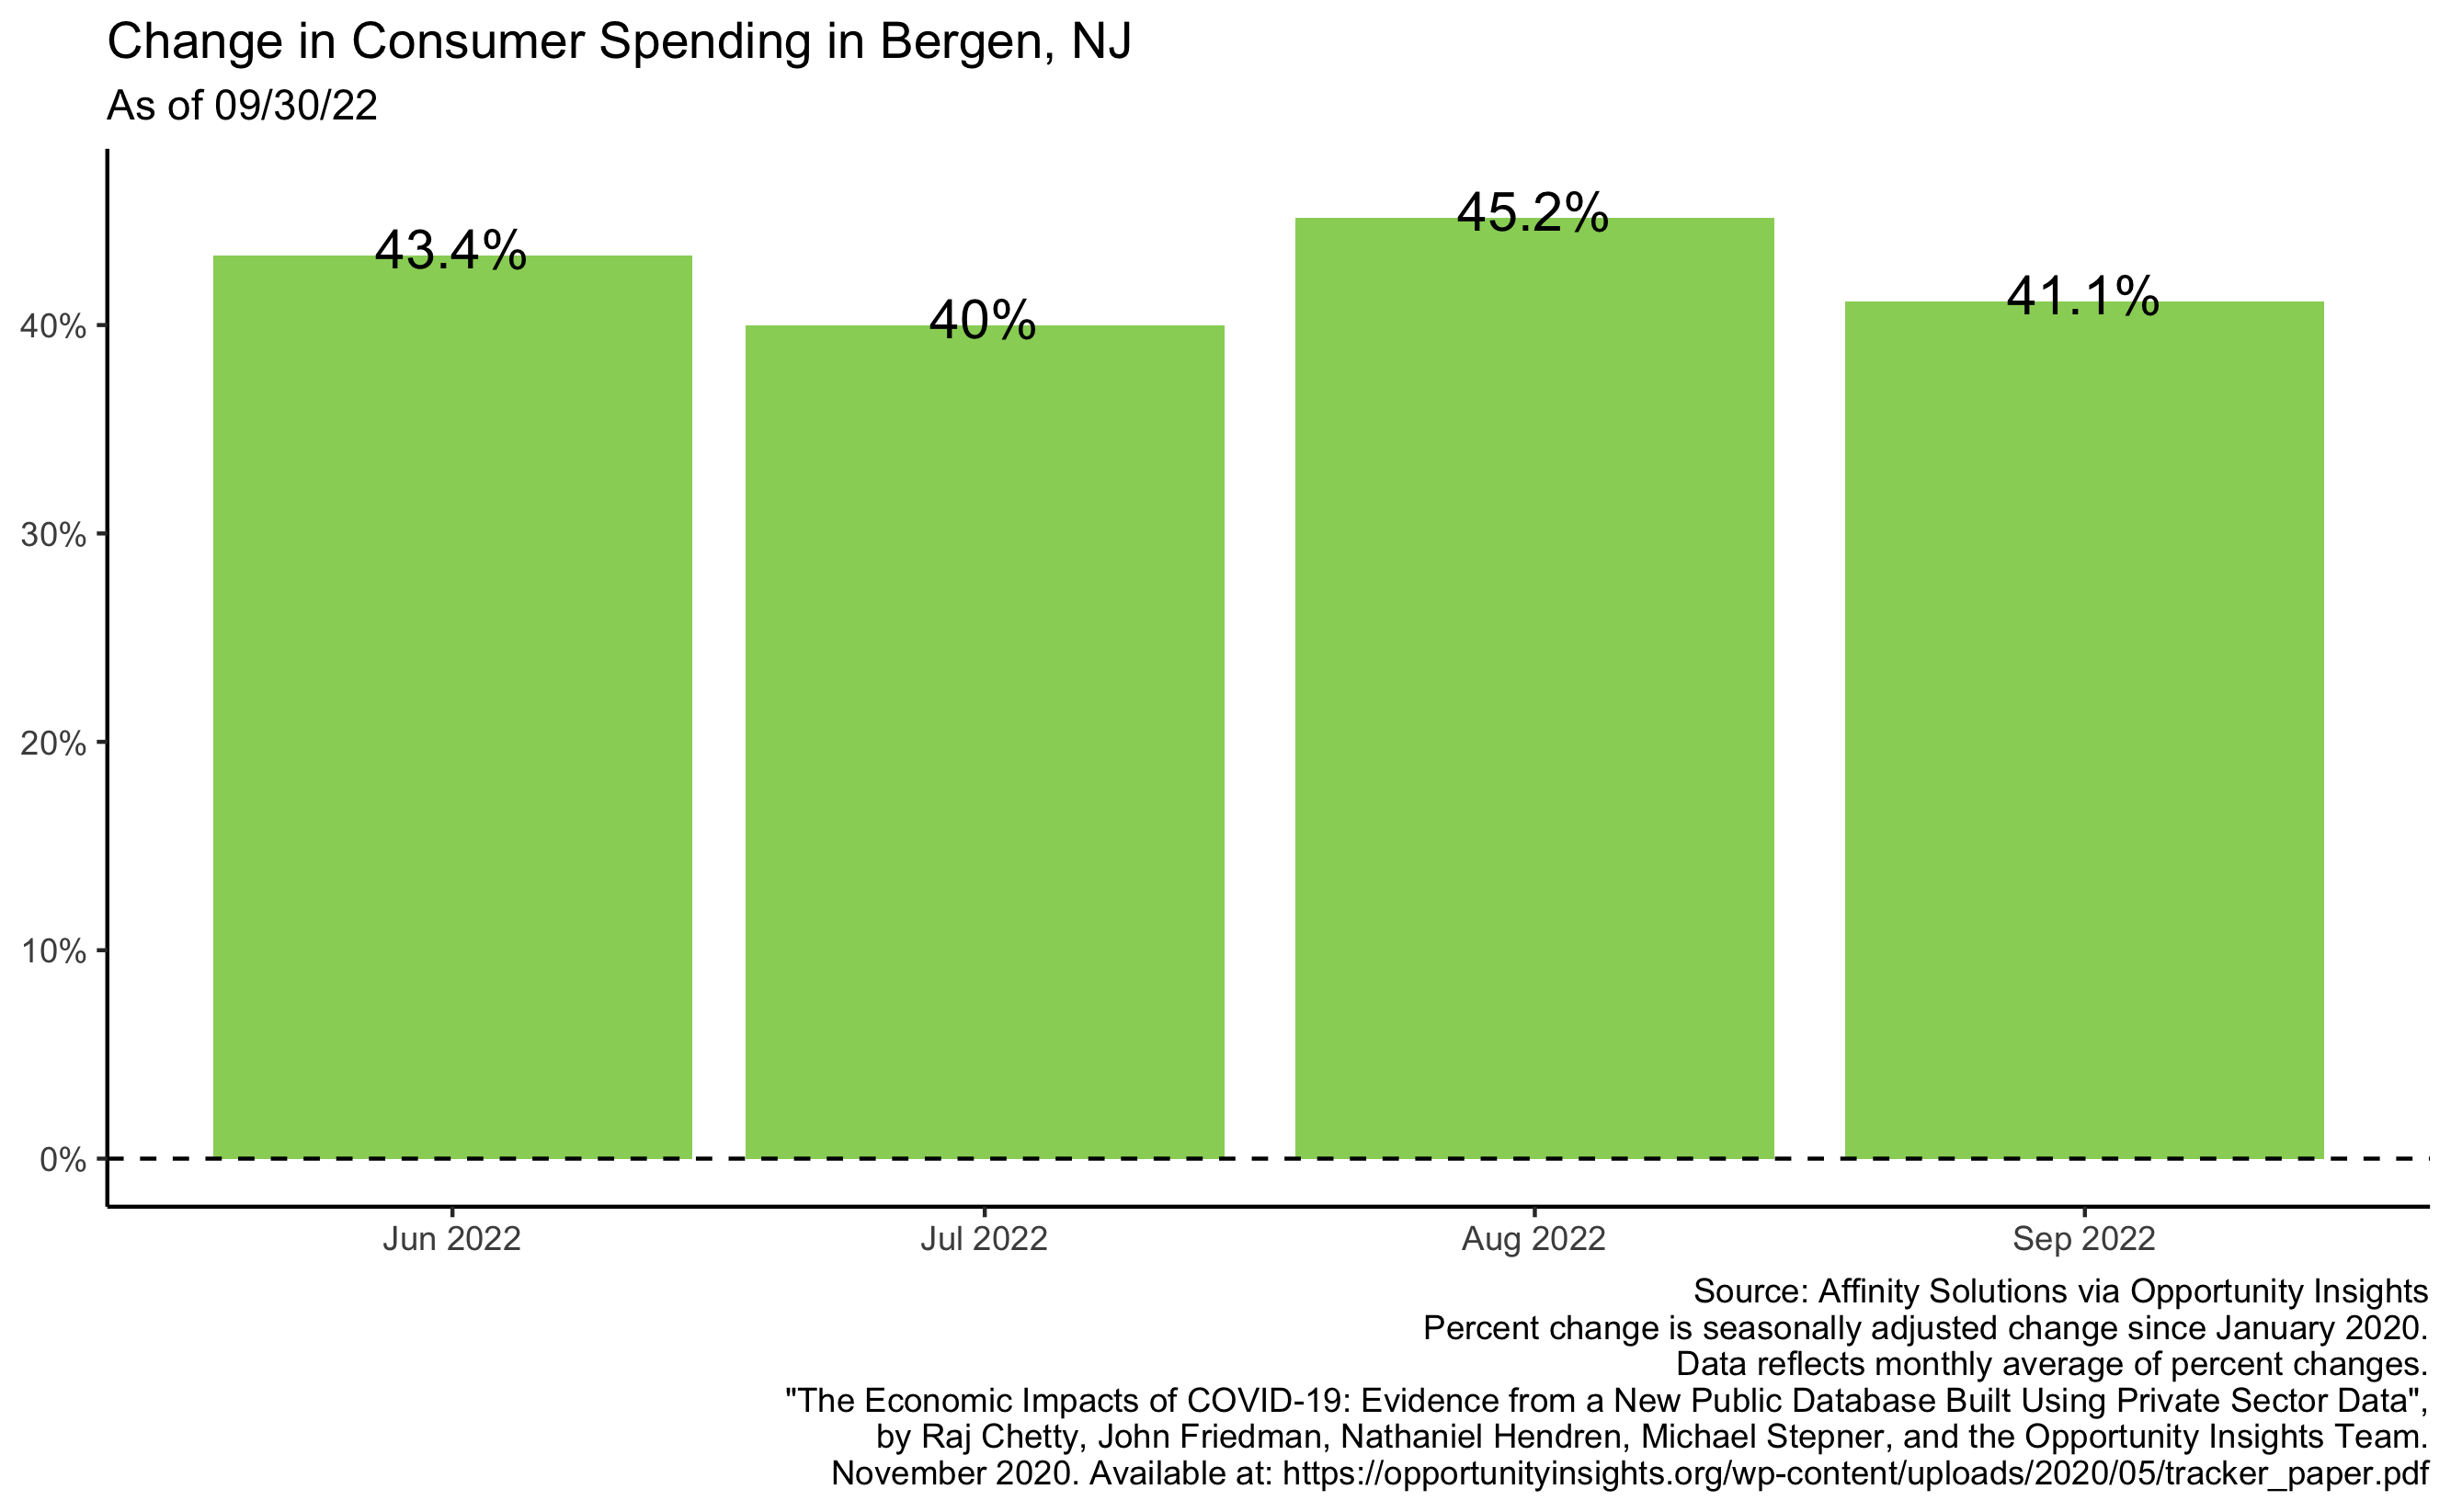 Change in Consumer Spending in Bergen, NJ
As of 09/30/22
43.4%
40%
45.2%
41.1%
40%
30%
20%
10%
0%
Jun 2022
Jul 2022
Aug 2022
Sep 2022
Source: Affinity Solutions via Opportunity Insights
Percent change is seasonally adjusted change since January 2020.
Data reflects monthly average of percent changes.
"The Economic Impacts of COVID-19: Evidence from a New Public Database Built Using Private Sector Data",
by Raj Chetty, John Friedman, Nathaniel Hendren, Michael Stepner, and the Opportunity Insights Team.
November 2020. Available at: https://opportunityinsights.org/wp-content/uploads/2020/05/tracker_paper.pdf